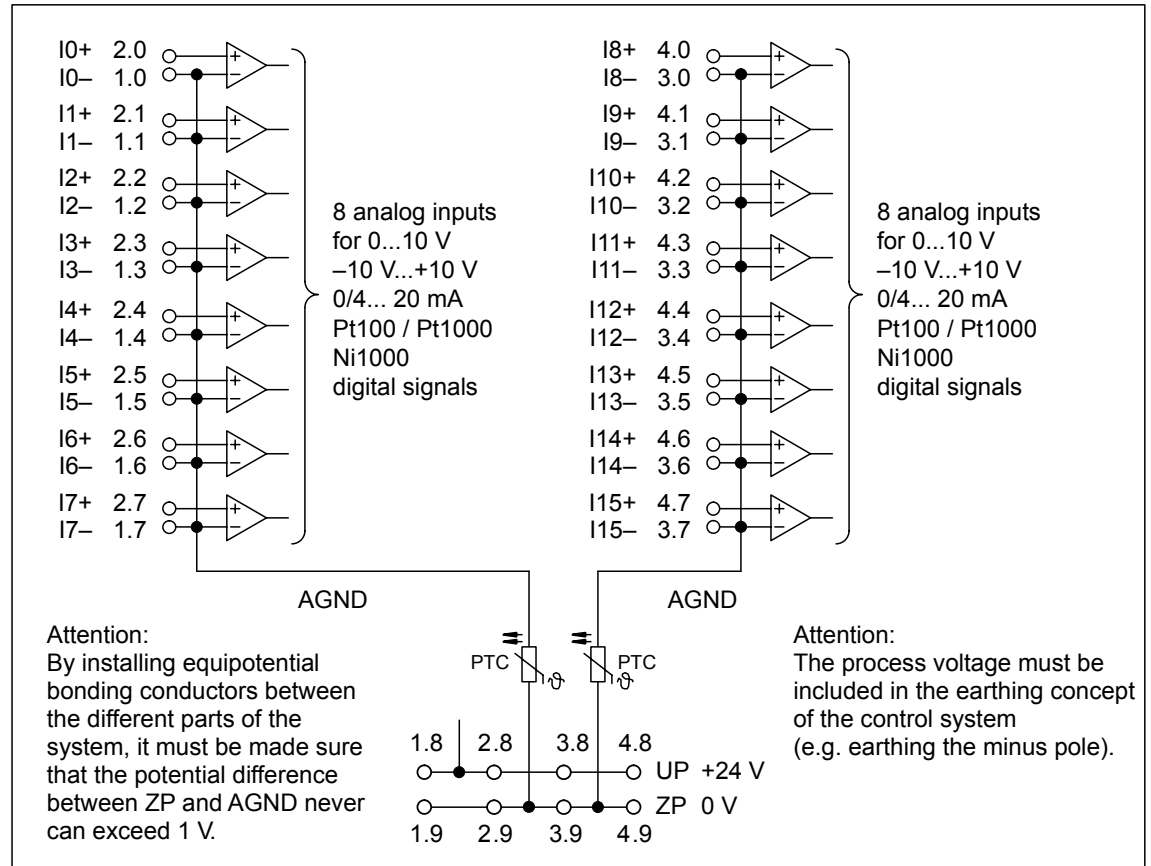 I0+ 2.0
I0– 1.0
I1+ 2.1
I1– 1.1
I2+ 2.2
I2– 1.2
I3+ 2.3
I3– 1.3
I4+ 2.4
I4– 1.4
I5+ 2.5
I5– 1.5
I6+ 2.6
I6– 1.6
I7+ 2.7
I7– 1.7
8 analog inputs
for 0...10 V
–10 V...+10 V
0/4... 20 mA
Pt100 / Pt1000
Ni1000
digital signals
I8+ 4.0
I8– 3.0
I9+ 4.1
I9– 3.1
I10+ 4.2
I10– 3.2
I11+ 4.3
I11– 3.3
I12+ 4.4
I12– 3.4
I13+ 4.5
I13– 3.5
I14+ 4.6
I14– 3.6
I15+ 4.7
I15– 3.7
8 analog inputs
for 0...10 V
–10 V...+10 V
0/4... 20 mA
Pt100 / Pt1000
Ni1000
digital signals
AGND
AGND
Attention:
By installing equipotential
bonding conductors between
the different parts of the
system, it must be made sure
that the potential difference
between ZP and AGND never
can exceed 1 V.
PTC ϑ
PTC ϑ
1.8 2.8 3.8 4.8
UP +24 V
ZP 0 V
1.9 2.9 3.9 4.9
Attention:
The process voltage must be
included in the earthing concept
of the control system
(e.g. earthing the minus pole).